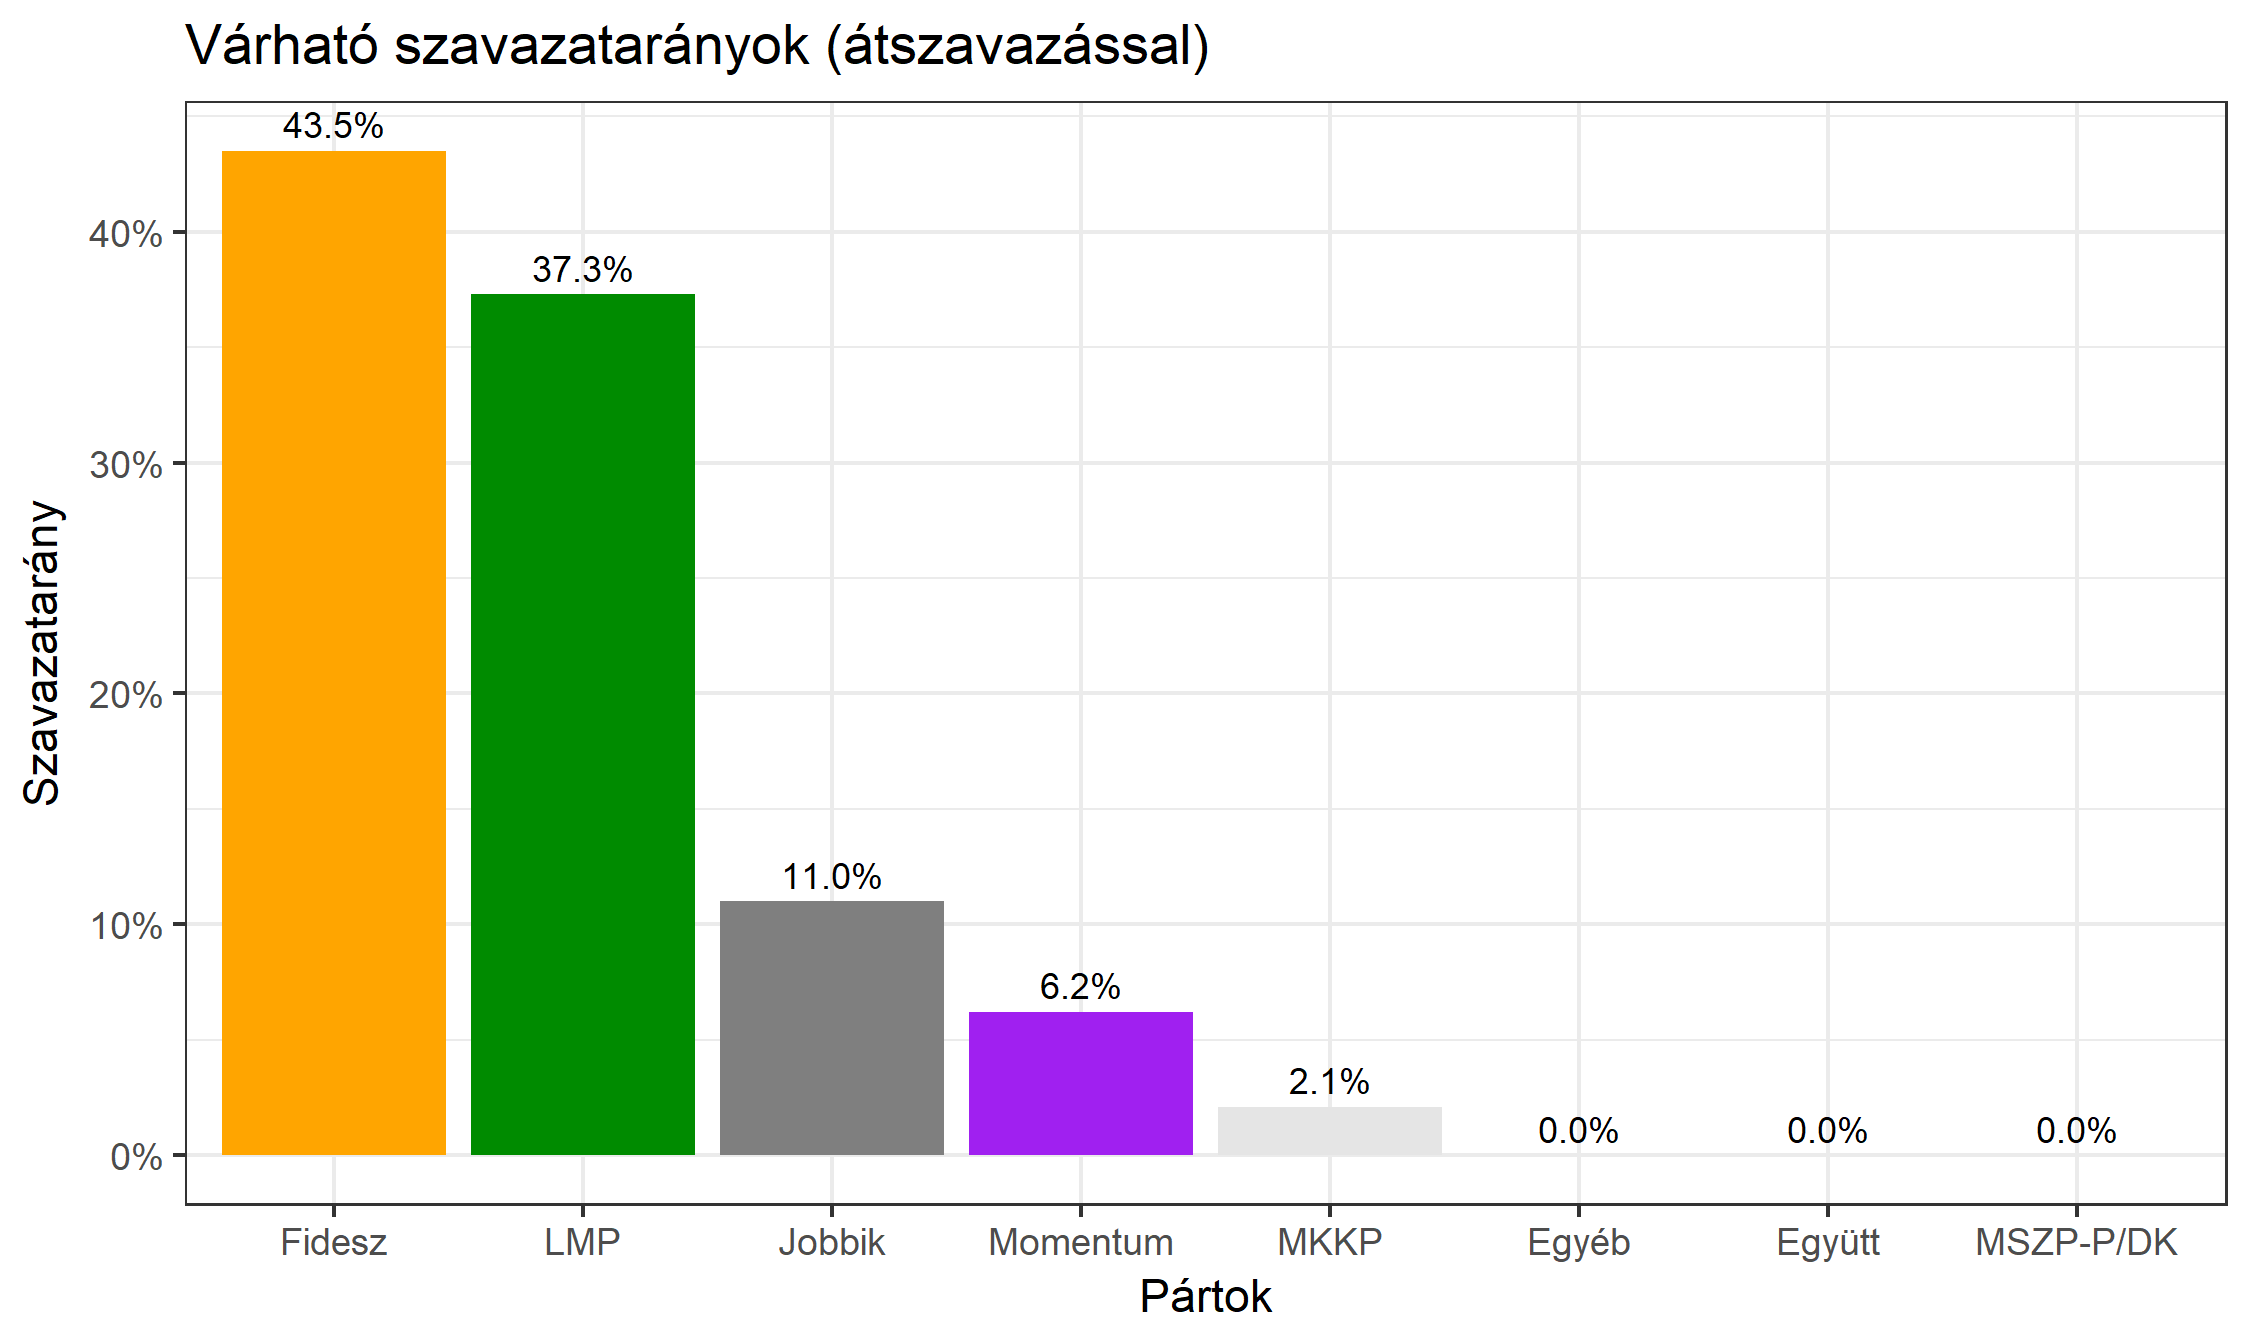 Várható szavazatarányok (átszavazással)
43.5%
37.3%
11.0%
6.2%
2.1%
0.0%
0.0%
0.0%
40%
30%
20%
10%
0%
Szavazatarány
Fidesz
LMP
Jobbik
Momentum
MKKP
Egyéb
Együtt
MSZP-P/DK
Pártok